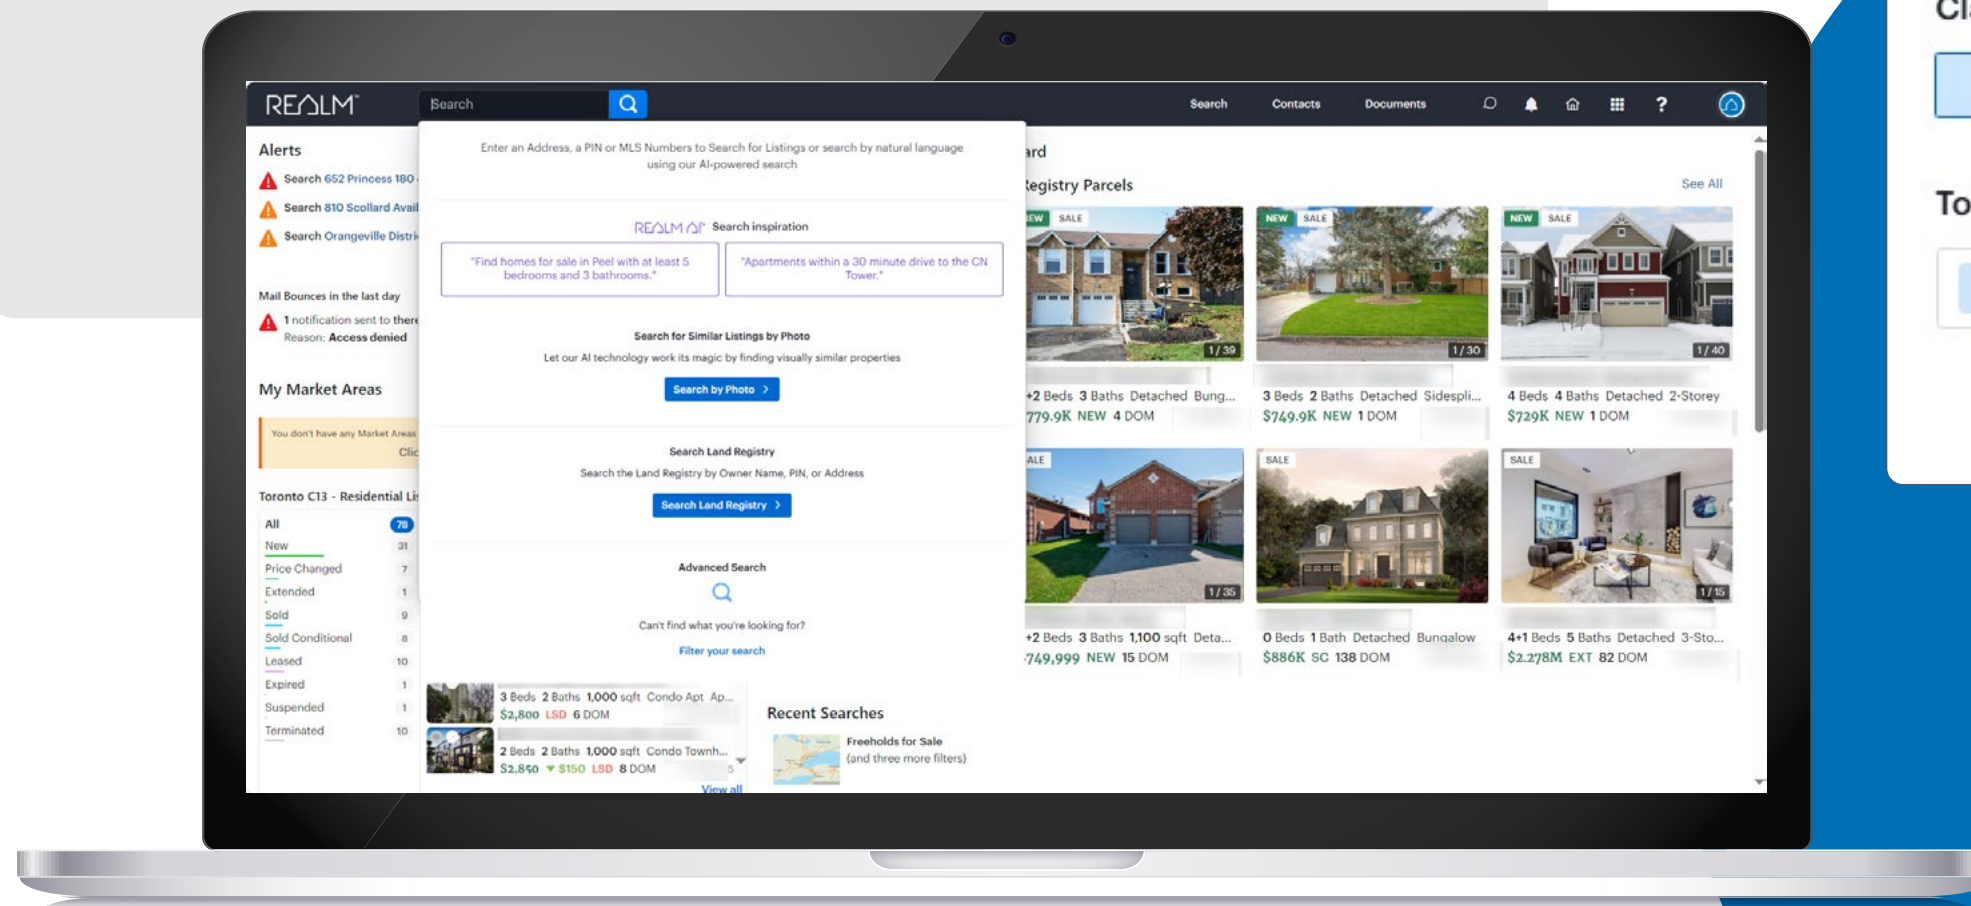 REALM
Search
Search Contacts Documents ?
Alerts
Search 652 Princess 180
Search 810 Scollard Avail
Search Orangeville Distri
Mail Bounces in the last day
1 notification sent to there
Reason: Access denied
My Market Areas
You don't have any Market Areas
Clic
Toronto C13 - Residential Lis
All 78
New 31
Price Changed 7
Extended 1
Sold 9
Sold Conditional 8
Leased 10
Expired 1
Suspended 1
Terminated 10
Enter an Address, a PIN or MLS Numbers to Search for Listings or search by natural language
using our AI-powered search
REALM AI Search inspiration
"Find homes for sale in Peel with at least 5
bedrooms and 3 bathrooms."
"Apartments within a 30 minute drive to the CN
Tower."
Search for Similar Listings by Photo
Let our AI technology work its magic by finding visually similar properties
Search by Photo >
Search Land Registry
Search the Land Registry by Owner Name, PIN, or Address
Search Land Registry >
Advanced Search
Can't find what you're looking for?
Filter your search
3 Beds 2 Baths 1,000 sqft Condo Apt Ap...
$2,800 LSD 6 DOM
2 Beds 2 Baths 1,000 sqft Condo Townh...
$2,850 ▼ $150 LSD 8 DOM 5
View all
Recent Searches
Freeholds for Sale
(and three more filters)
ard
Registry Parcels See All
NEW SALE
1/39
+2 Beds 3 Baths Detached Bung...
779.9K NEW 4 DOM
NEW SALE
1/30
3 Beds 2 Baths Detached Sidespli...
$749.9K NEW 1 DOM
NEW SALE
1/40
4 Beds 4 Baths Detached 2-Storey
$729K NEW 1 DOM
ALE
1/35
+2 Beds 3 Baths 1,100 sqft Deta...
749,999 NEW 15 DOM
SALE
0 Beds 1 Bath Detached Bungalow
$886K SC 138 DOM
SALE
1/15
4+1 Beds 5 Baths Detached 3-Sto...
$2.278M EXT 82 DOM
Cla
To